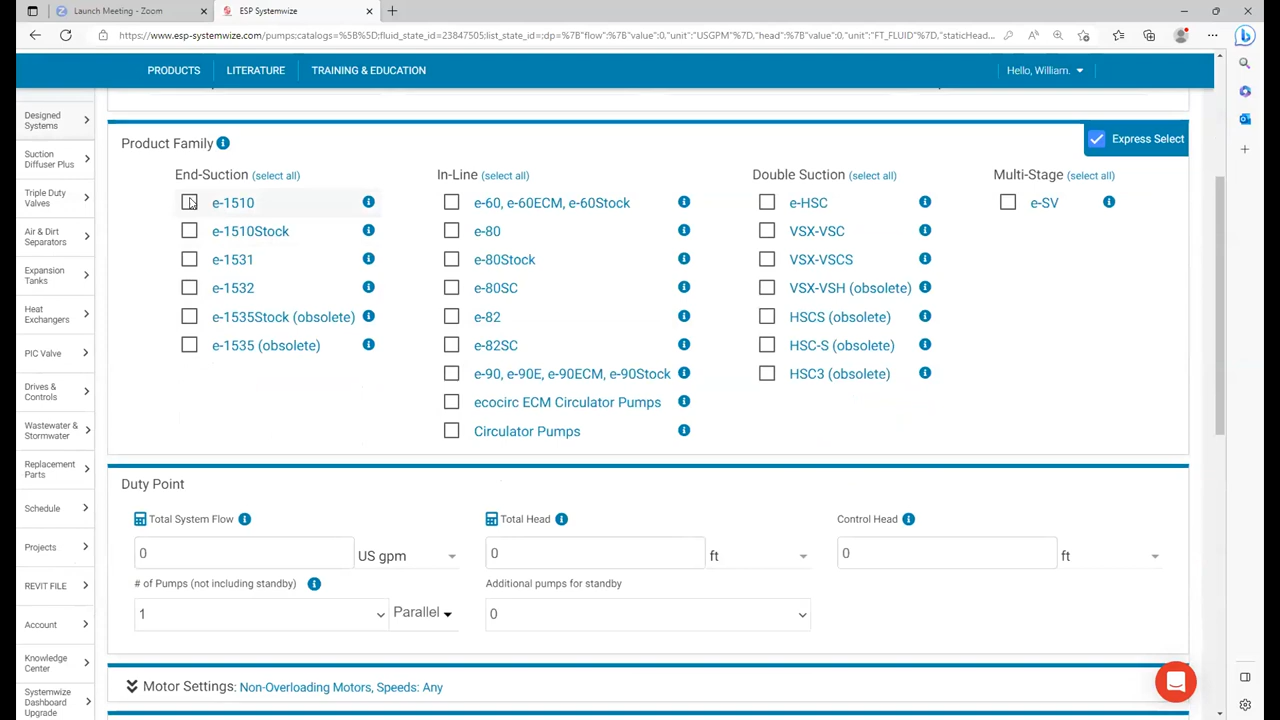 Launch Meeting - Zoom
ESP Systemwize
https://www.esp-systemwize.com/pumps:catalogs=%5B%5D;fluid_state_id=2384750;list_state_id=;dp=%7B"flow":%7B"value":0,"unit":"USGPM"%7D,"head":%7B"value":0,"unit":"FT_FLUID"%7D,"staticHead...
PRODUCTS
LITERATURE
TRAINING & EDUCATION
Hello, William.
Designed
Systems
Suction
Diffuser Plus
Triple Duty
Valves
Air & Dirt
Separators
Expansion
Tanks
Heat
Exchangers
PIC Valve
Drives &
Controls
Wastewater &
Stormwater
Replacement
Parts
Schedule
Projects
REVIT FILE
Account
Knowledge
Center
Systemwize
Dashboard
Upgrade
Product Family
Express Select
End-Suction (select all)
e-1510
e-1510Stock
e-1531
e-1532
e-1535Stock (obsolete)
e-1535 (obsolete)
In-Line (select all)
e-60, e-60ECM, e-60Stock
e-80
e-80Stock
e-80SC
e-82
e-82SC
e-90, e-90E, e-90ECM, e-90Stock
ecocirc ECM Circulator Pumps
Circulator Pumps
Double Suction (select all)
e-HSC
VSX-VSC
VSX-VSCS
VSX-VSH (obsolete)
HSCS (obsolete)
HSC-S (obsolete)
HSC3 (obsolete)
Multi-Stage (select all)
e-SV
Duty Point
Total System Flow
0
US gpm
Total Head
0
ft
Control Head
0
ft
# of Pumps (not including standby)
1
Parallel
Additional pumps for standby
0
Motor Settings: Non-Overloading Motors, Speeds: Any